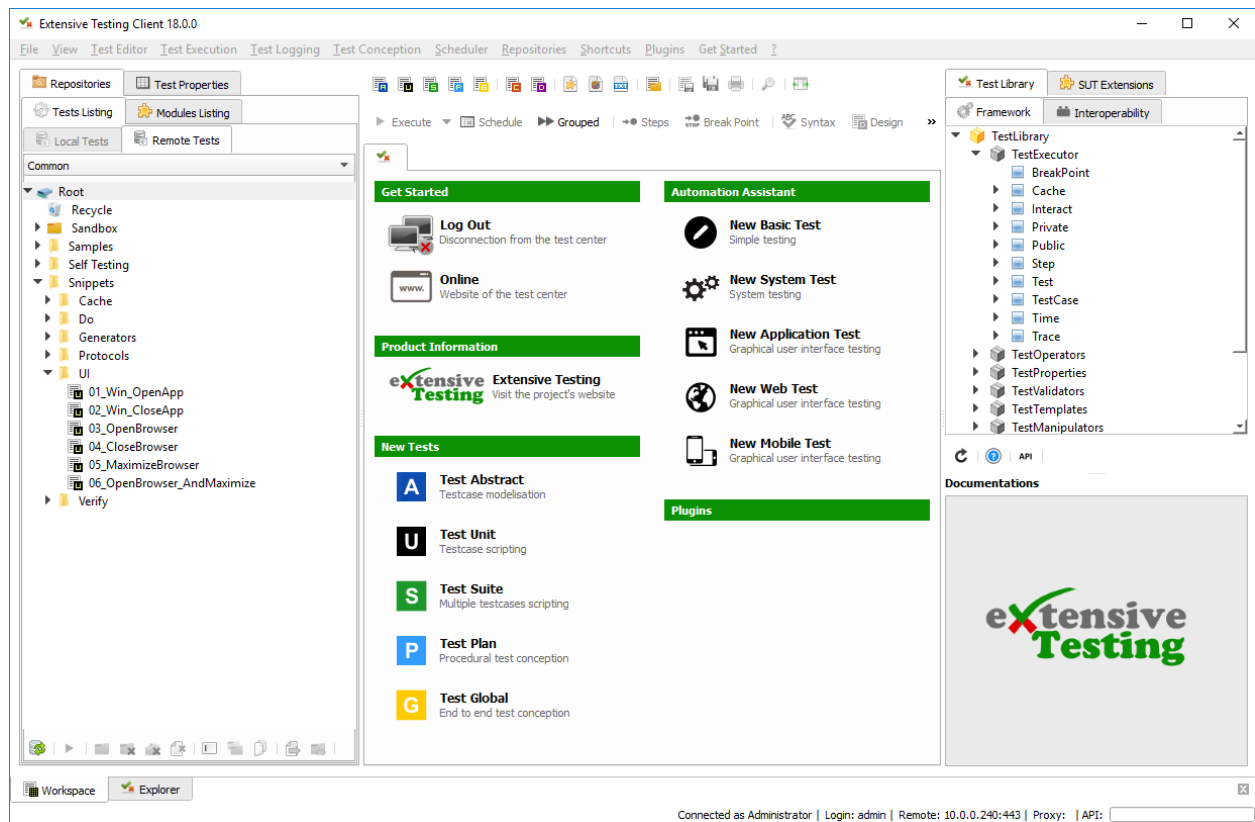 Extensive Testing Client 18.0.0
File View Test Editor Test Execution Test Logging Test Conception Scheduler Repositories Shortcuts Plugins Get Started ?
Repositories Test Properties
Tests Listing Modules Listing
Local Tests Remote Tests
Common
Root
Recycle
Sandbox
Samples
Self Testing
Snippets
Cache
Do
Generators
Protocols
UI
01_Win_OpenApp
02_Win_CloseApp
03_OpenBrowser
04_CloseBrowser
05_MaximizeBrowser
06_OpenBrowser_AndMaximize
Verify
Execute Schedule Grouped Steps Break Point Syntax Design »
Get Started
Log Out
Disconnection from the test center
www.
Online
Website of the test center
Product Information
extensive Testing
Extensive Testing
Visit the project's website
New Tests
A
Test Abstract
Testcase modelisation
U
Test Unit
Testcase scripting
S
Test Suite
Multiple testcases scripting
P
Test Plan
Procedural test conception
G
Test Global
End to end test conception
Automation Assistant
New Basic Test
Simple testing
New System Test
System testing
New Application Test
Graphical user interface testing
New Web Test
Graphical user interface testing
New Mobile Test
Graphical user interface testing
Plugins
Test Library SUT Extensions
Framework Interoperability
TestLibrary
TestExecutor
BreakPoint
Cache
Interact
Private
Public
Step
Test
TestCase
Time
Trace
TestOperators
TestProperties
TestValidators
TestTemplates
TestManipulators
API
Documentations
extensive
Testing
Workspace Explorer
Connected as Administrator | Login: admin | Remote: 10.0.0.240:443 | Proxy: | API: